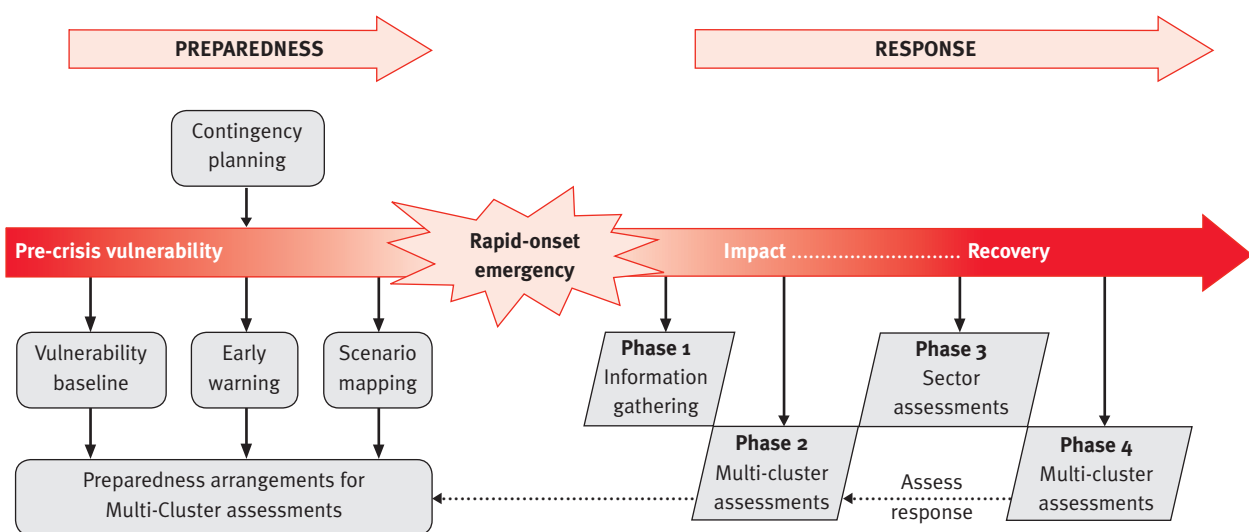 PREPAREDNESS
RESPONSE
Contingency
planning
Pre-crisis vulnerability
Rapid-onset
emergency
Impact ............................. Recovery
Vulnerability
baseline
Early
warning
Scenario
mapping
Phase 1
Information
gathering
Phase 3
Sector
assessments
Phase 2
Multi-cluster
assessments
Phase 4
Multi-cluster
assessments
Preparedness arrangements for
Multi-Cluster assessments
Assess
response